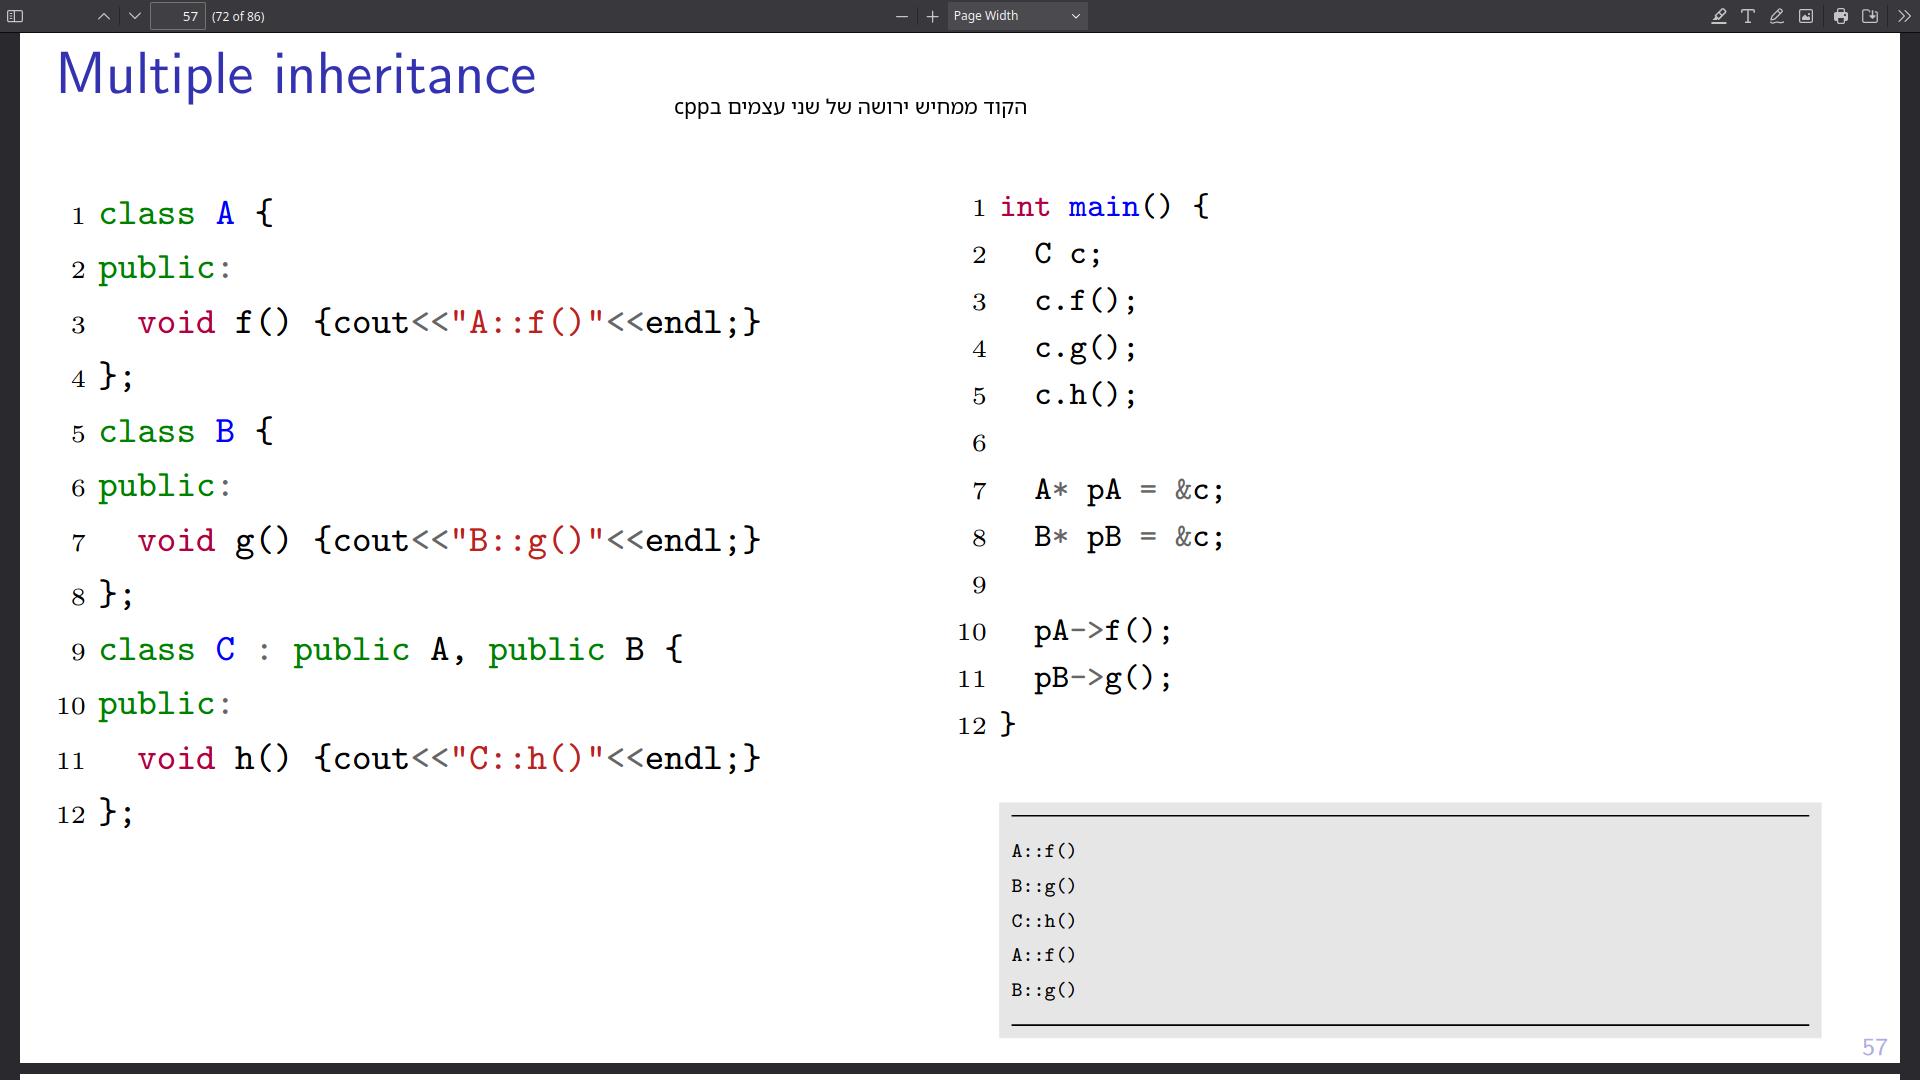 57 (72 of 86) Page Width
Multiple inheritance
הקוד ממחיש ירושה של שני עצמים בcpp
1 class A {
2 public:
3   void f() {cout<<"A::f()"<<endl;}
4 };
5 class B {
6 public:
7   void g() {cout<<"B::g()"<<endl;}
8 };
9 class C : public A, public B {
10 public:
11   void h() {cout<<"C::h()"<<endl;}
12 };
1 int main() {
2   C c;
3   c.f();
4   c.g();
5   c.h();
6
7   A* pA = &c;
8   B* pB = &c;
9
10   pA->f();
11   pB->g();
12 }
A::f()
B::g()
C::h()
A::f()
B::g()
57